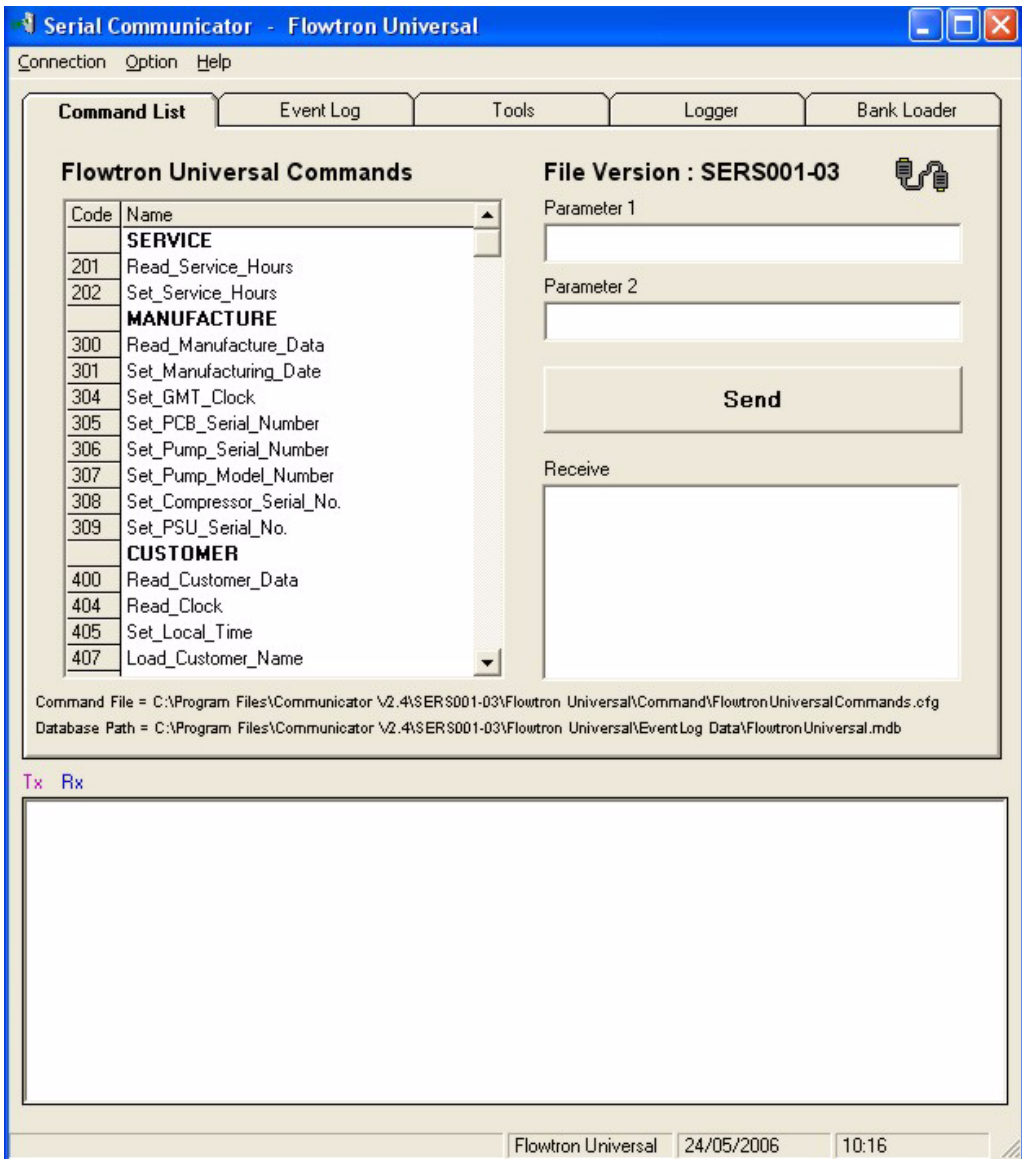 Serial Communicator - Flowtron Universal
Connection Option Help
Command List Event Log Tools Logger Bank Loader
Flowtron Universal Commands
Code Name
SERVICE
201 Read_Service_Hours
202 Set_Service_Hours
MANUFACTURE
300 Read_Manufacture_Data
301 Set_Manufacturing_Date
304 Set_GMT_Clock
305 Set_PCB_Serial_Number
306 Set_Pump_Serial_Number
307 Set_Pump_Model_Number
308 Set_Compressor_Serial_No.
309 Set_PSU_Serial_No.
CUSTOMER
400 Read_Customer_Data
404 Read_Clock
405 Set_Local_Time
407 Load_Customer_Name
File Version : SERS001-03
Parameter 1
Parameter 2
Send
Receive
Command File = C:\Program Files\Communicator V2.4\SERS001-03\Flowtron Universal\Command\FlowtronUniversalCommands.cfg
Database Path = C:\Program Files\Communicator V2.4\SERS001-03\Flowtron Universal\EventLog Data\FlowtronUniversal.mdb
Tx Rx
Flowtron Universal 24/05/2006 10:16